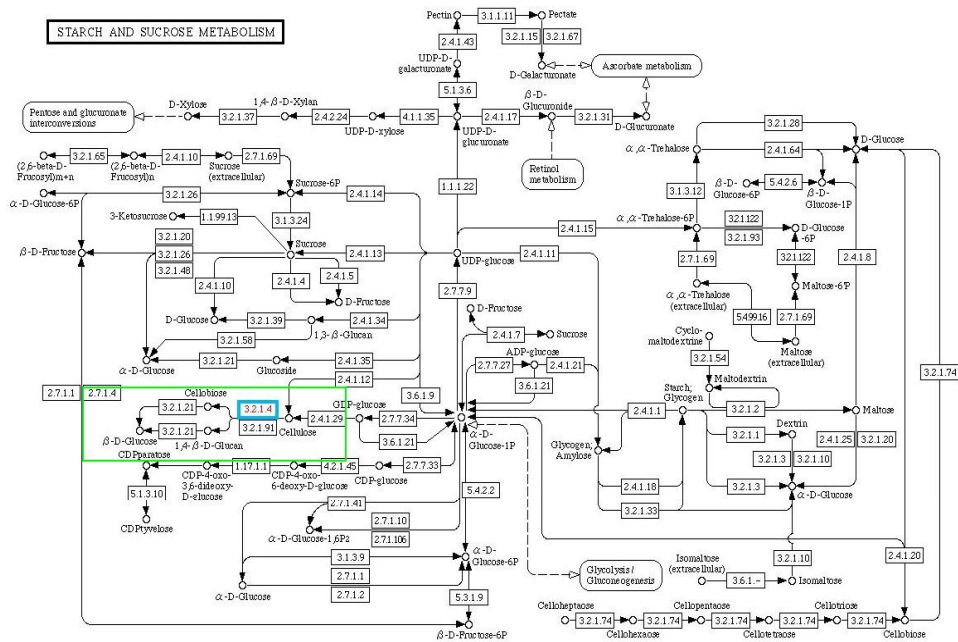 STARCH AND SUCROSE METABOLISM
Pectin
3.1.1.11
Pectate
2.4.1.43
3.2.1.15
3.2.1.67
UDP-D-
galacturonate
D-Galacturonate
Ascorbate metabolism
5.1.3.6
Pentose and glucuronate
interconversions
D-Xylose
3.2.1.37
1,4-β-D-Xylan
2.4.2.24
UDP-D-xylose
4.1.1.35
UDP-D-
glucuronate
2.4.1.17
β-D-
Glucuronide
3.2.1.31
D-Glucuronate
Retinol
metabolism
1.1.1.22
(2,6-beta-D-
Frucosyl)m+n
3.2.1.65
(2,6-beta-D-
Frucosyl)n
2.4.1.10
Sucrose
(extracellular)
2.7.1.69
Sucrose-6P
2.4.1.14
α-D-Glucose-6P
3.2.1.26
3-Ketosucrose
1.1.99.13
3.1.3.24
β-D-Fructose
3.2.1.20
3.2.1.26
3.2.1.48
Sucrose
2.4.1.13
UDP-glucose
2.4.1.11
2.4.1.15
2.4.1.10
2.4.1.4
2.4.1.5
D-Fructose
D-Glucose
3.2.1.39
1,3-β-Glucan
2.4.1.34
3.2.1.58
α-D-Glucose
3.2.1.21
Glucoside
2.4.1.35
2.4.1.12
2.7.7.9
D-Fructose
2.4.1.7
Sucrose
ADP-glucose
2.7.7.27
2.4.1.21
3.6.1.21
3.6.1.9
α,α-Trehalose
3.2.1.28
D-Glucose
2.4.1.64
β-D-
Glucose-6P
5.4.2.6
β-D-
Glucose-1P
3.1.3.12
α,α-Trehalose-6P
3.2.1.122
3.2.1.93
D-Glucose
-6P
2.4.1.8
2.7.1.69
3.2.1.122
α,α-Trehalose
(extracellular)
Maltose-6P
5.4.99.16
2.7.1.69
Maltose
(extracellular)
Cyclo-
maltodextrine
3.2.1.54
Maltodextrin
3.2.1.74
2.7.1.1
2.7.1.4
Cellobiose
3.2.1.21
3.2.1.4
β-D-Glucose
3.2.1.21
1,4-β-D-Glucan
3.2.1.91
Cellulose
2.4.1.29
GDP-glucose
2.7.7.34
3.6.1.21
α-D-
Glucose-1P
Starch;
Glycogen
2.4.1.1
3.2.1.2
Maltose
Glycogen;
Amylose
3.2.1.1
Dextrin
3.2.1.3
3.2.1.10
2.4.1.25
3.2.1.20
2.4.1.18
3.2.1.3
α-D-Glucose
3.2.1.33
CDPparatose
1.17.1.1
CDP-4-oxo-
3,6-dideoxy-
D-glucose
4.2.1.45
CDP-4-oxo-
6-deoxy-D-glucose
CDP-glucose
2.7.7.33
5.1.3.10
CDPtyvelose
2.7.1.41
2.7.1.10
2.7.1.106
α-D-Glucose-1,6P2
5.4.2.2
3.1.3.9
2.7.1.1
2.7.1.2
α-D-Glucose
α-D-
Glucose-6P
5.3.1.9
β-D-Fructose-6P
Glycolysis/
Gluconeogenesis
Isomaltose
(extracellular)
3.6.1.-
Isomaltose
3.2.1.10
2.4.1.20
Celloheptaose
3.2.1.74
Cellohexaose
3.2.1.74
Cellopentaose
3.2.1.74
Cellotetraose
3.2.1.74
Cellotriose
3.2.1.74
Cellobiose